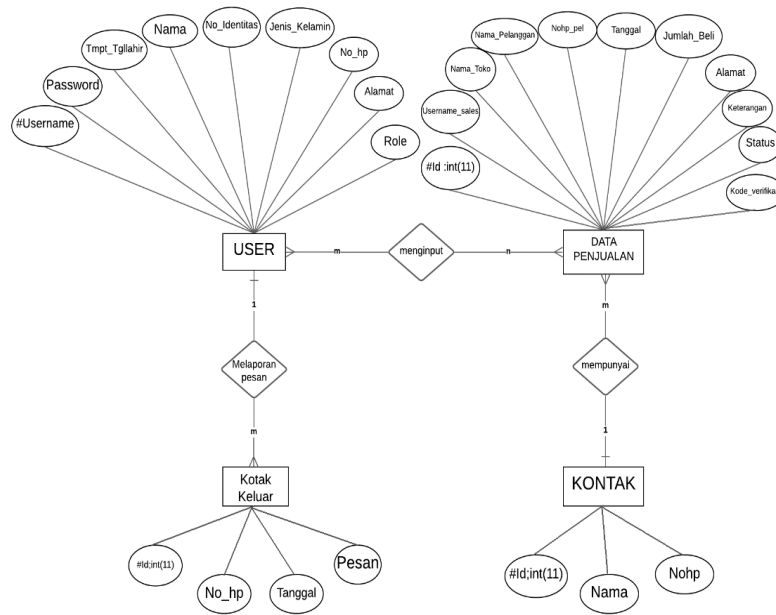 #Username
Password
Tmpt_Tgllahir
Nama
No_Identitas
Jenis_Kelamin
No_hp
Alamat
Role
#Id :int(11)
Username_sales
Nama_Toko
Nama_Pelanggan
Nohp_pel
Tanggal
Jumlah_Beli
Alamat
Keterangan
Status
Kode_verifika
USER
m
menginput
n
DATA
PENJUALAN
1
Melaporan
pesan
m
m
mempunyai
1
Kotak
Keluar
KONTAK
#Id;int(11)
No_hp
Tanggal
Pesan
#Id;int(11)
Nama
Nohp